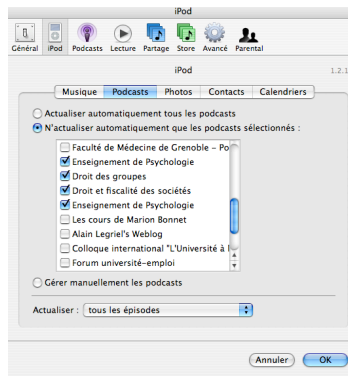 iPod
Général iPod Podcasts Lecture Partage Store Avancé Parental
iPod 1.2.1
Musique Podcasts Photos Contacts Calendriers
Actualiser automatiquement tous les podcasts
N'actualiser automatiquement que les podcasts sélectionnés :
Faculté de Médecine de Grenoble - Po
Enseignement de Psychologie
Droit des groupes
Droit et fiscalité des sociétés
Enseignement de Psychologie
Les cours de Marion Bonnet
Alain Legriel's Weblog
Colloque international "L'Université à l
Forum université-emploi
Gérer manuellement les podcasts
Actualiser : tous les épisodes
Annuler OK